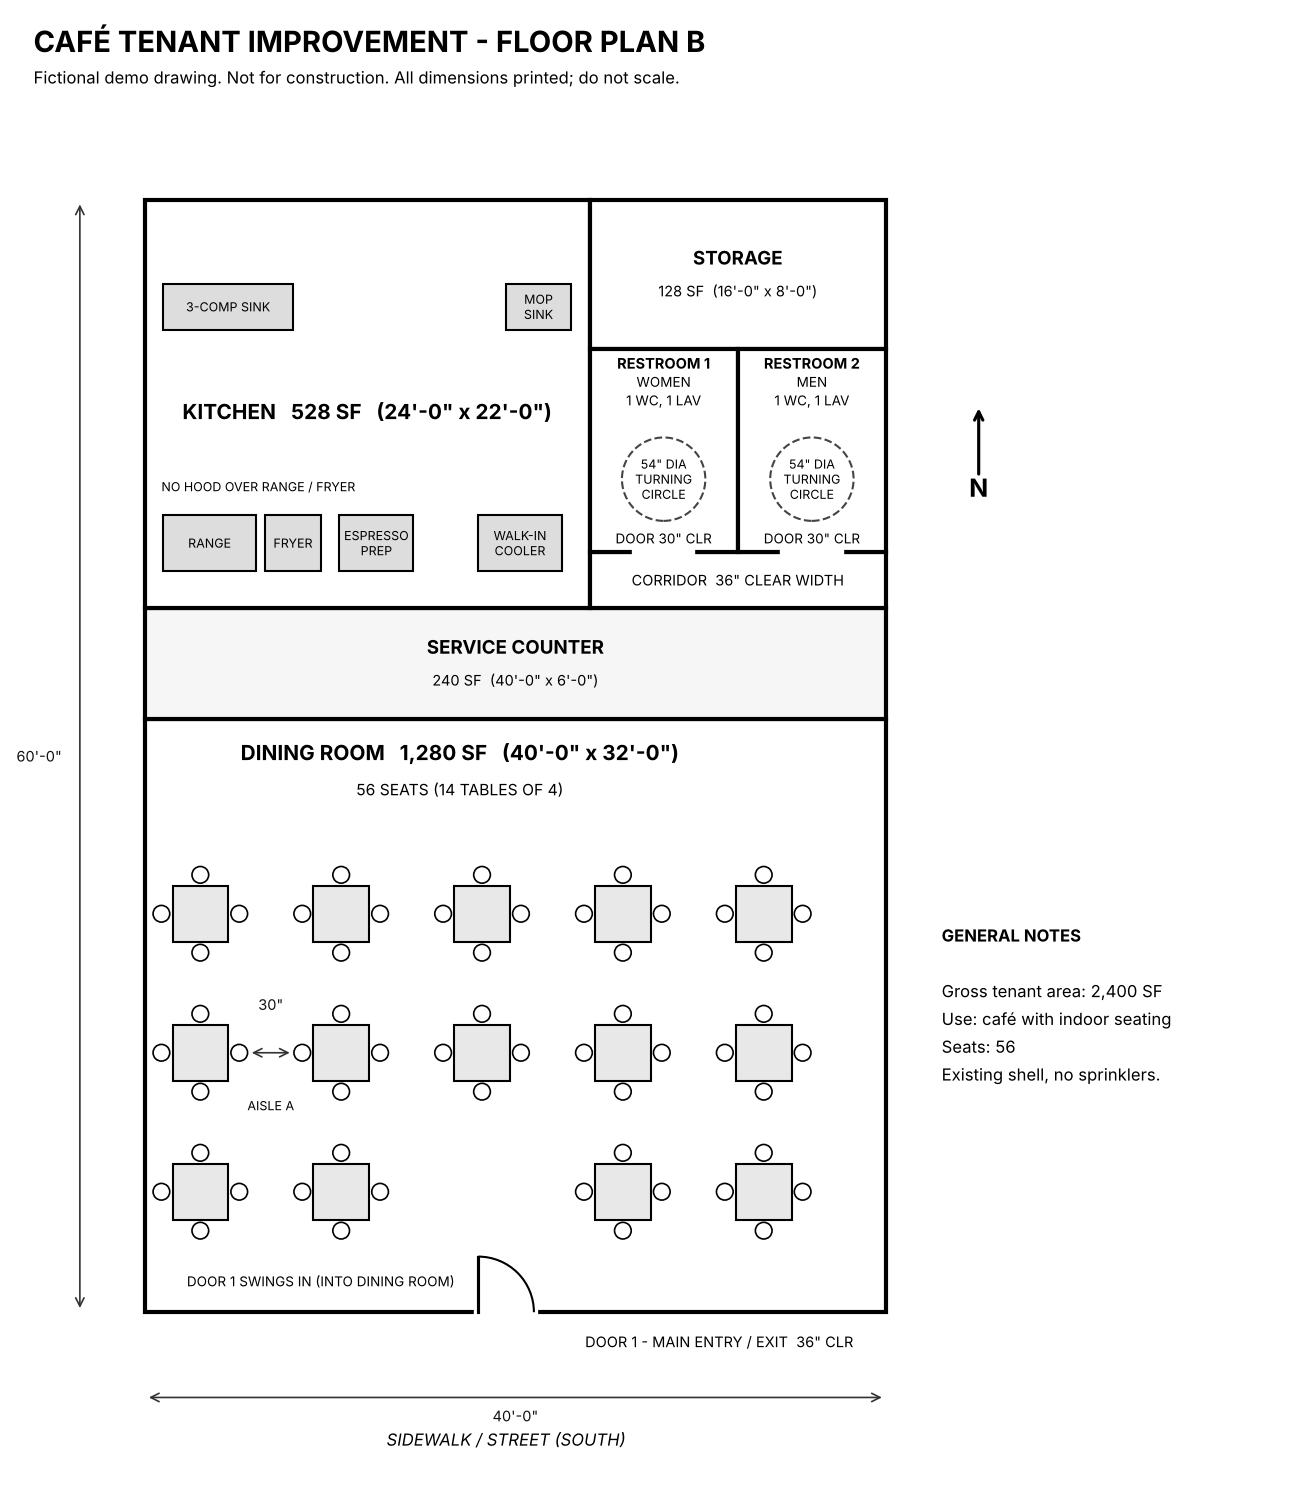 CAFÉ TENANT IMPROVEMENT - FLOOR PLAN B
Fictional demo drawing. Not for construction. All dimensions printed; do not scale.
STORAGE
128 SF (16'-0" x 8'-0")
3-COMP SINK
MOP
SINK
KITCHEN 528 SF (24'-0" x 22'-0")
NO HOOD OVER RANGE / FRYER
RANGE
FRYER
ESPRESSO
PREP
WALK-IN
COOLER
RESTROOM 1
WOMEN
1 WC, 1 LAV
54" DIA
TURNING
CIRCLE
DOOR 30" CLR
RESTROOM 2
MEN
1 WC, 1 LAV
54" DIA
TURNING
CIRCLE
DOOR 30" CLR
CORRIDOR 36" CLEAR WIDTH
N
SERVICE COUNTER
240 SF (40'-0" x 6'-0")
60'-0"
DINING ROOM 1,280 SF (40'-0" x 32'-0")
56 SEATS (14 TABLES OF 4)
30"
AISLE A
GENERAL NOTES
Gross tenant area: 2,400 SF
Use: café with indoor seating
Seats: 56
Existing shell, no sprinklers.
DOOR 1 SWINGS IN (INTO DINING ROOM)
DOOR 1 - MAIN ENTRY / EXIT 36" CLR
40'-0"
SIDEWALK / STREET (SOUTH)